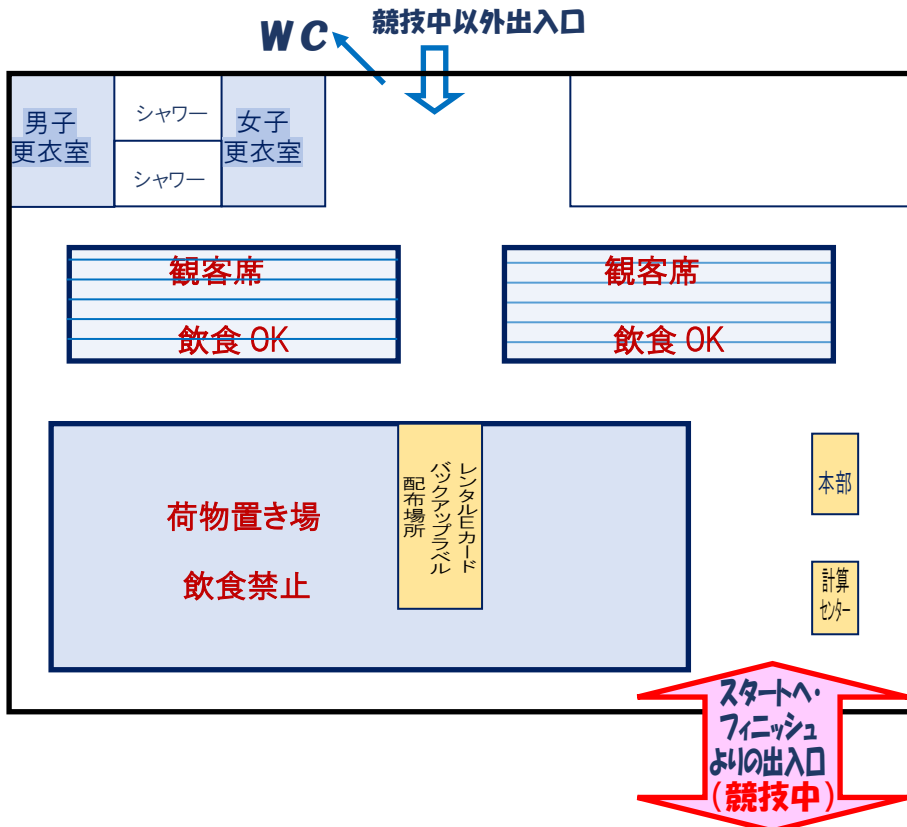 WC
競技中以外出入口
男子
更衣室
シャワー
シャワー
女子
更衣室
観客席
飲食 OK
観客席
飲食 OK
荷物置き場
飲食禁止
レンタルEカード
バックアップラベル
配布場所
本部
計算
センター
スタートへ・
フィニッシュ
よりの出入口
(競技中)